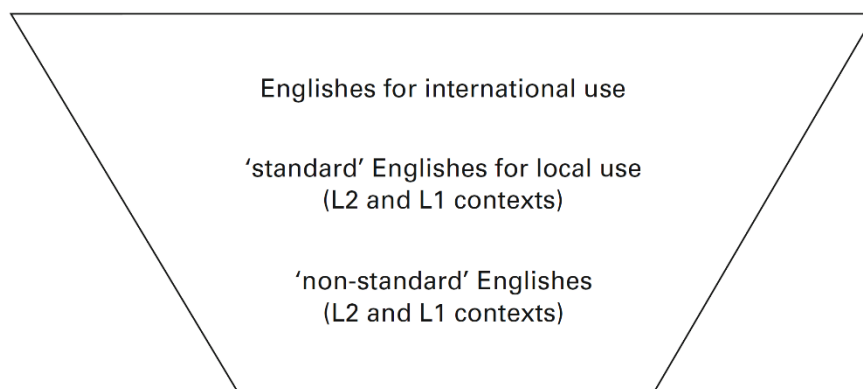 Englishes for international use
‘standard’ Englishes for local use
(L2 and L1 contexts)
‘non-standard’ Englishes
(L2 and L1 contexts)